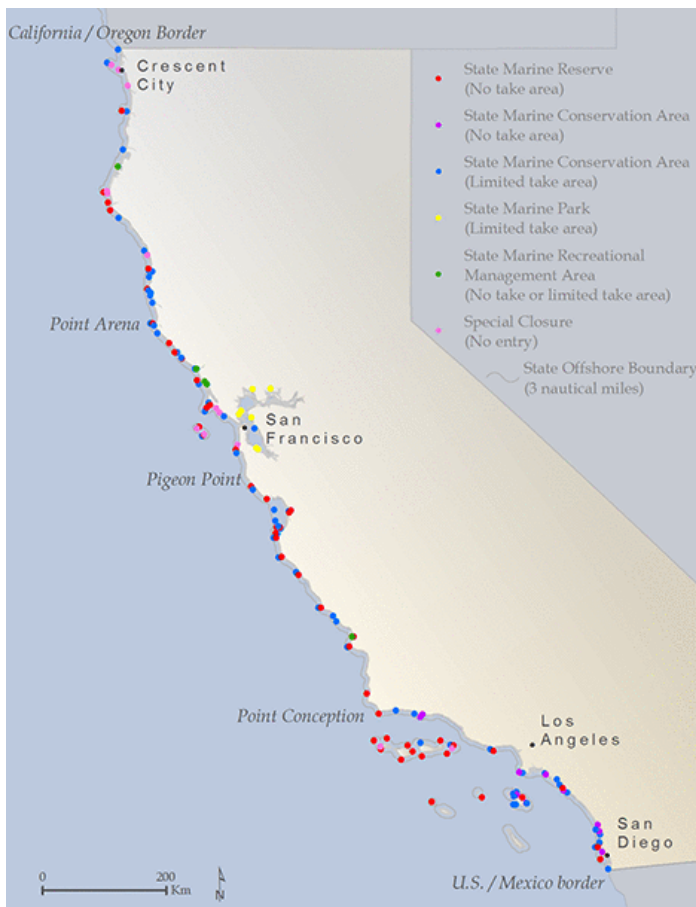 California / Oregon Border
Crescent
City
State Marine Reserve
(No take area)
State Marine Conservation Area
(No take area)
State Marine Conservation Area
(Limited take area)
State Marine Park
(Limited take area)
State Marine Recreational
Management Area
(No take or limited take area)
Special Closure
(No entry)
State Offshore Boundary
(3 nautical miles)
Point Arena
San
Francisco
Pigeon Point
Point Conception
Los
Angeles
San
Diego
U.S. / Mexico border
0 200
Km
N